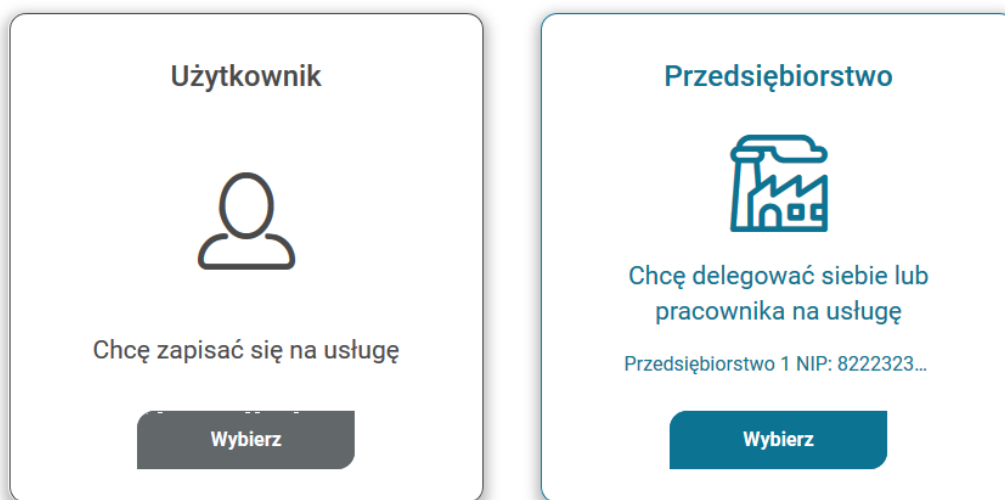 Użytkownik
Chcę zapisać się na usługę
Wybierz
Przedsiębiorstwo
Chcę delegować siebie lub
pracownika na usługę
Przedsiębiorstwo 1 NIP: 8222323...
Wybierz